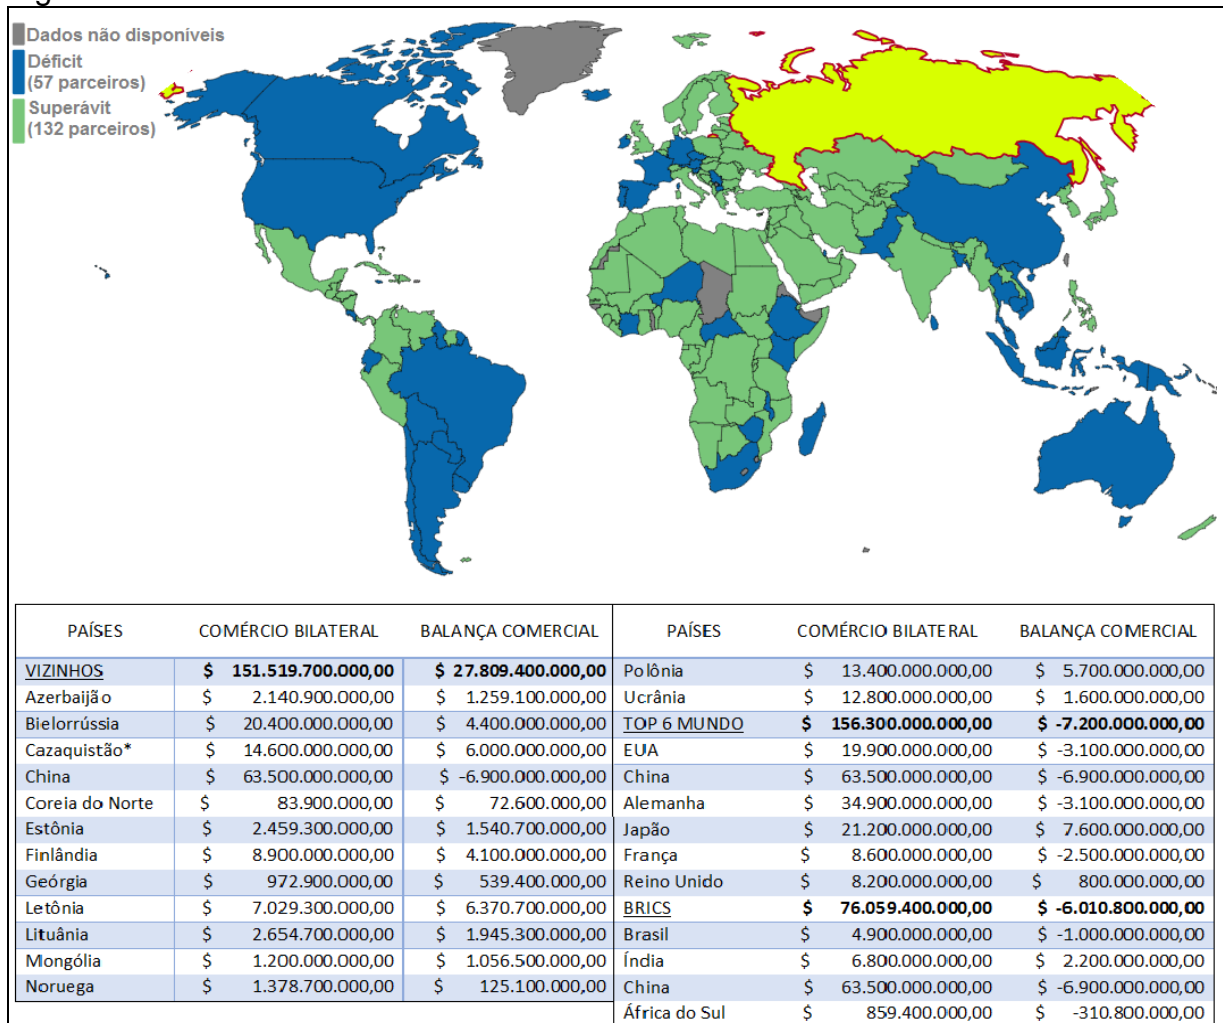 Dados não disponíveis
Déficit
(57 parceiros)
Superávit
(132 parceiros)
PAÍSES COMÉRCIO BILATERAL BALANÇA COMERCIAL PAÍSES COMÉRCIO BILATERAL BALANÇA COMERCIAL
VIZINHOS $ 151.519.700.000,00 $ 27.809.400.000,00 Polônia $ 13.400.000.000,00 $ 5.700.000.000,00
Azerbaijão $ 2.140.900.000,00 $ 1.259.100.000,00 Ucrânia $ 12.800.000.000,00 $ 1.600.000.000,00
Bielorrússia $ 20.400.000.000,00 $ 4.400.000.000,00 TOP 6 MUNDO $ 156.300.000.000,00 $ -7.200.000.000,00
Cazaquistão* $ 14.600.000.000,00 $ 6.000.000.000,00 EUA $ 19.900.000.000,00 $ -3.100.000.000,00
China $ 63.500.000.000,00 $ -6.900.000.000,00 China $ 63.500.000.000,00 $ -6.900.000.000,00
Coreia do Norte $ 83.900.000,00 $ 72.600.000,00 Alemanha $ 34.900.000.000,00 $ -3.100.000.000,00
Estônia $ 2.459.300.000,00 $ 1.540.700.000,00 Japão $ 21.200.000.000,00 $ 7.600.000.000,00
Finlândia $ 8.900.000.000,00 $ 4.100.000.000,00 França $ 8.600.000.000,00 $ -2.500.000.000,00
Geórgia $ 972.900.000,00 $ 539.400.000,00 Reino Unido $ 8.200.000.000,00 $ 800.000.000,00
Letônia $ 7.029.300.000,00 $ 6.370.700.000,00 BRICS $ 76.059.400.000,00 $ -6.010.800.000,00
Lituânia $ 2.654.700.000,00 $ 1.945.300.000,00 Brasil $ 4.900.000.000,00 $ -1.000.000.000,00
Mongólia $ 1.200.000.000,00 $ 1.056.500.000,00 Índia $ 6.800.000.000,00 $ 2.200.000.000,00
Noruega $ 1.378.700.000,00 $ 125.100.000,00 China $ 63.500.000.000,00 $ -6.900.000.000,00
África do Sul $ 859.400.000,00 $ -310.800.000,00